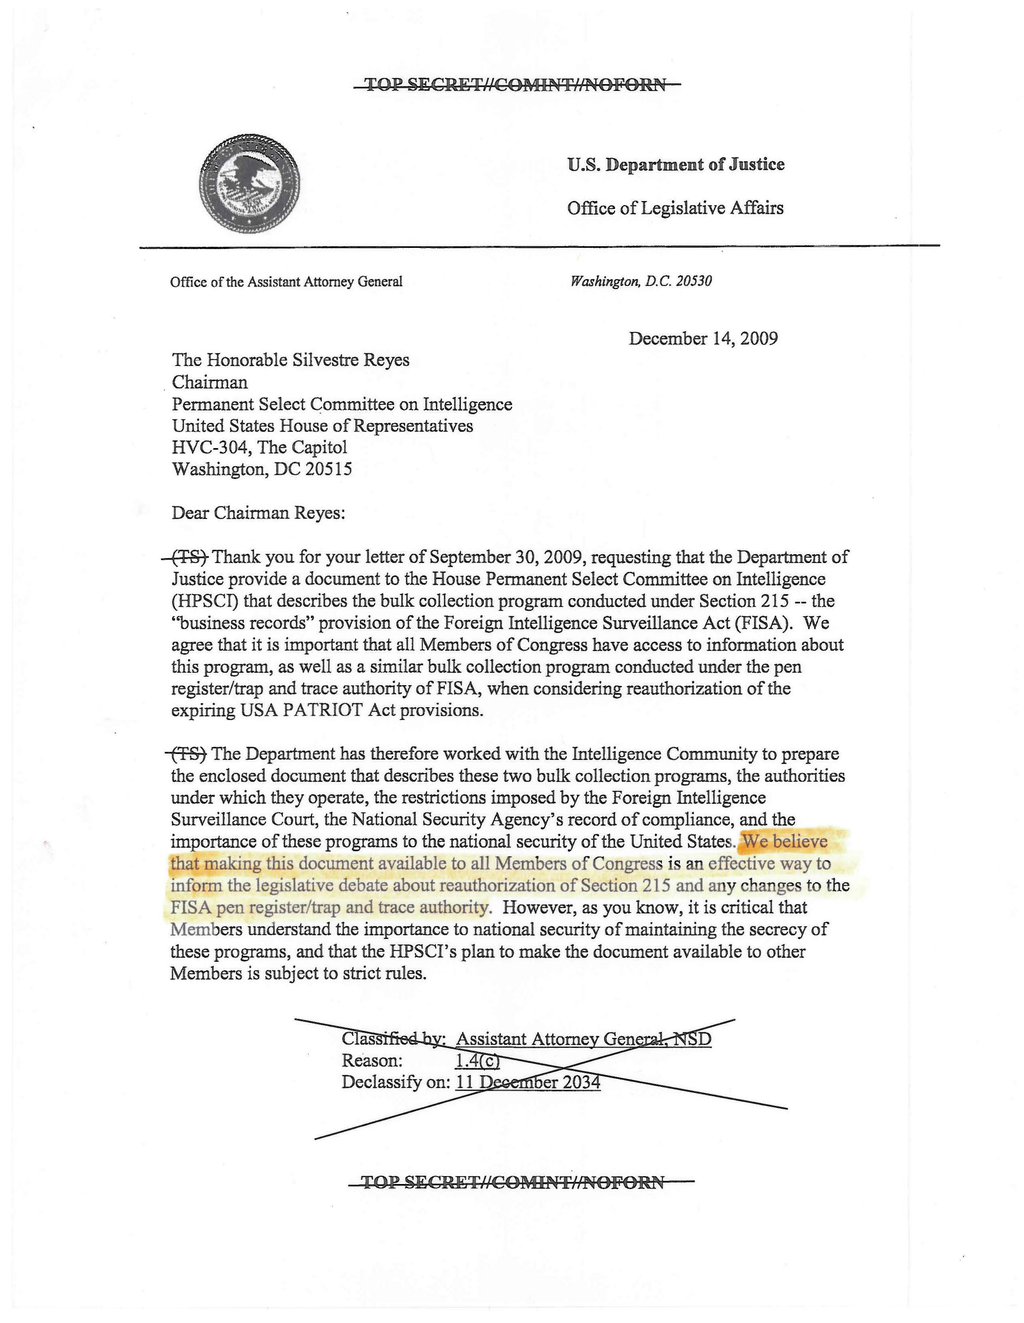 TOP SECRET//COMINT//NOFORN
U.S. Department of Justice
Office of Legislative Affairs
Office of the Assistant Attorney General
Washington, D.C. 20530
December 14, 2009
The Honorable Silvestre Reyes
Chairman
Permanent Select Committee on Intelligence
United States House of Representatives
HVC-304, The Capitol
Washington, DC 20515
Dear Chairman Reyes:
(TS) Thank you for your letter of September 30, 2009, requesting that the Department of
Justice provide a document to the House Permanent Select Committee on Intelligence
(HPSCI) that describes the bulk collection program conducted under Section 215 -- the
"business records" provision of the Foreign Intelligence Surveillance Act (FISA). We
agree that it is important that all Members of Congress have access to information about
this program, as well as a similar bulk collection program conducted under the pen
register/trap and trace authority of FISA, when considering reauthorization of the
expiring USA PATRIOT Act provisions.
(TS) The Department has therefore worked with the Intelligence Community to prepare
the enclosed document that describes these two bulk collection programs, the authorities
under which they operate, the restrictions imposed by the Foreign Intelligence
Surveillance Court, the National Security Agency's record of compliance, and the
importance of these programs to the national security of the United States. We believe
that making this document available to all Members of Congress is an effective way to
inform the legislative debate about reauthorization of Section 215 and any changes to the
FISA pen register/trap and trace authority. However, as you know, it is critical that
Members understand the importance to national security of maintaining the secrecy of
these programs, and that the HPSCI's plan to make the document available to other
Members is subject to strict rules.
Classified by: Assistant Attorney General, NSD
Reason: 1.4(c)
Declassify on: 11 December 2034
TOP SECRET//COMINT//NOFORN